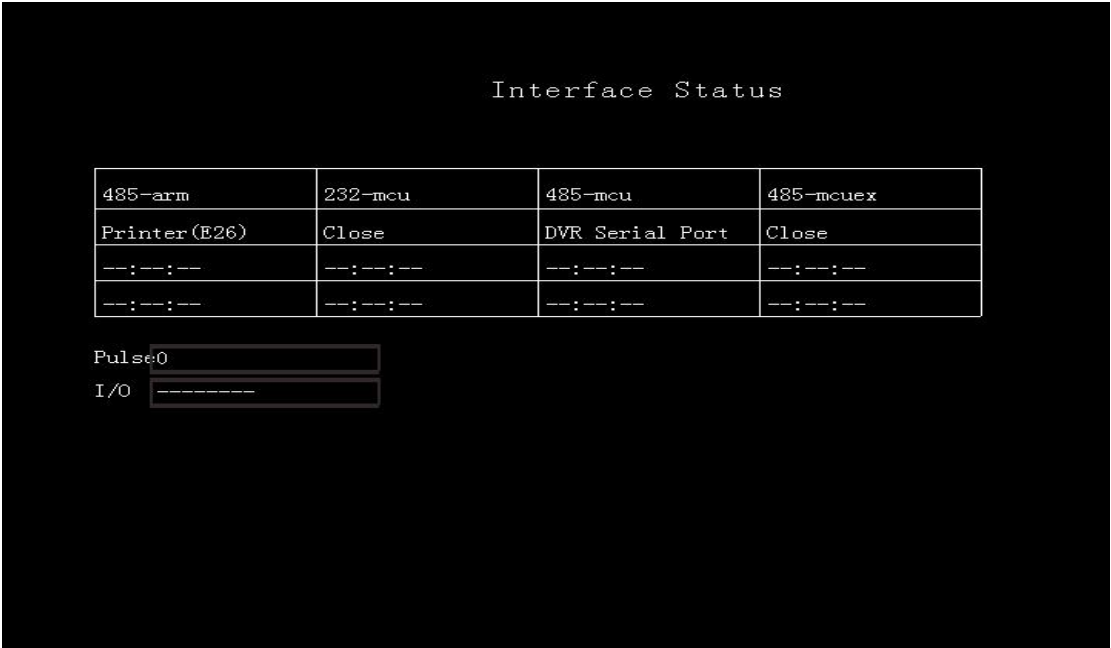 Interface Status
485-arm 232-mcu 485-mcu 485-mcuex
Printer(E26) Close DVR Serial Port Close
--:--:-- --:--:-- --:--:-- --:--:--
--:--:-- --:--:-- --:--:-- --:--:--
Pulse0
I/O --------